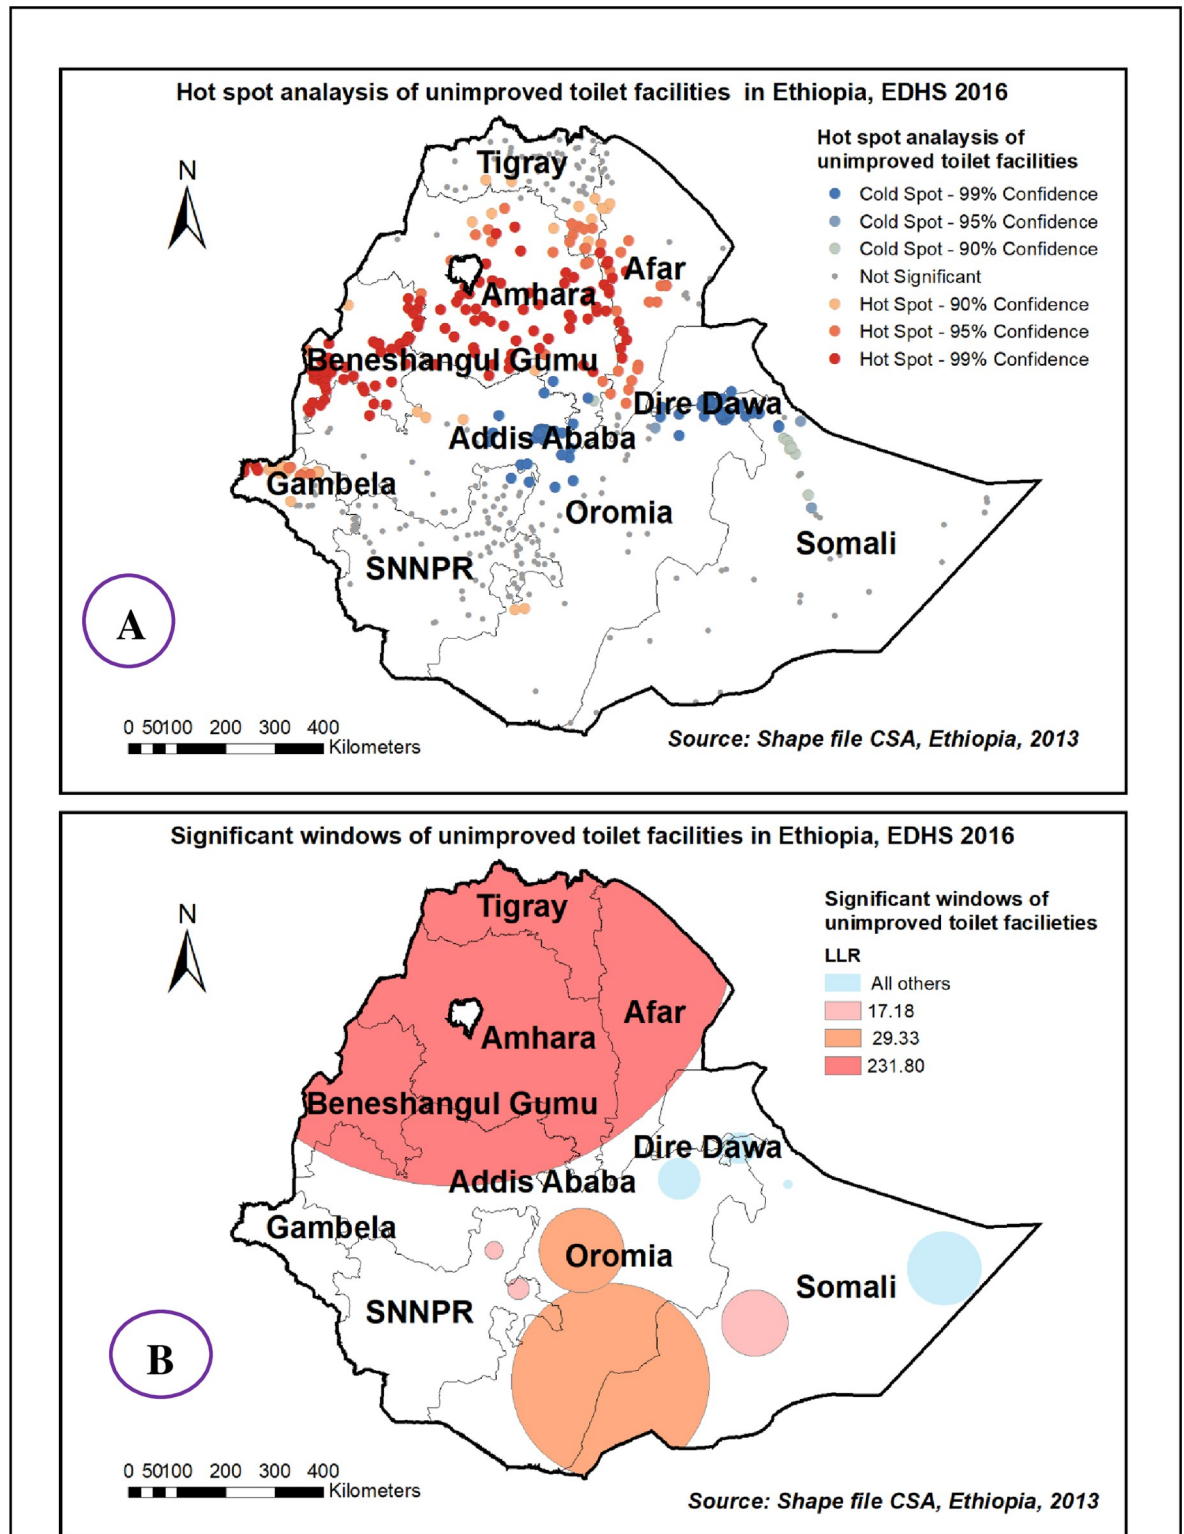 Hot spot analaysis of unimproved toilet facilities in Ethiopia, EDHS 2016
N
Hot spot analaysis of
unimproved toilet facilities
Cold Spot - 99% Confidence
Cold Spot - 95% Confidence
Cold Spot - 90% Confidence
Not Significant
Hot Spot - 90% Confidence
Hot Spot - 95% Confidence
Hot Spot - 99% Confidence
Tigray
Afar
Amhara
Beneshangul Gumu
Dire Dawa
Addis Ababa
Gambela
Oromia
Somali
SNNPR
A
0 50100 200 300 400
Kilometers
Source: Shape file CSA, Ethiopia, 2013
Significant windows of unimproved toilet facilities in Ethiopia, EDHS 2016
N
Significant windows of
unimproved toilet facilieties
LLR
All others
17.18
29.33
231.80
Tigray
Afar
Amhara
Beneshangul Gumu
Dire Dawa
Addis Ababa
Gambela
Oromia
Somali
SNNPR
B
0 50100 200 300 400
Kilometers
Source: Shape file CSA, Ethiopia, 2013